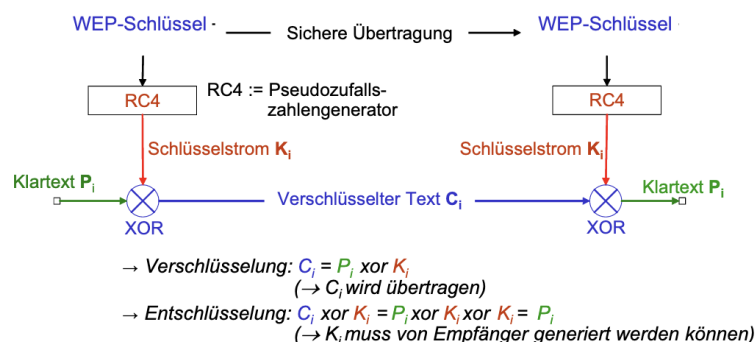 WEP-Schlüssel
Sichere Übertragung
WEP-Schlüssel
RC4
RC4 := Pseudozufalls-
zahlengenerator
RC4
Schlüsselstrom Ki
Schlüsselstrom Ki
Klartext Pi
Verschlüsselter Text Ci
Klartext Pi
XOR
XOR
→ Verschlüsselung: Ci = Pi xor Ki
(→ Ci wird übertragen)
→ Entschlüsselung: Ci xor Ki = Pi xor Ki xor Ki = Pi
(→ Ki muss von Empfänger generiert werden können)